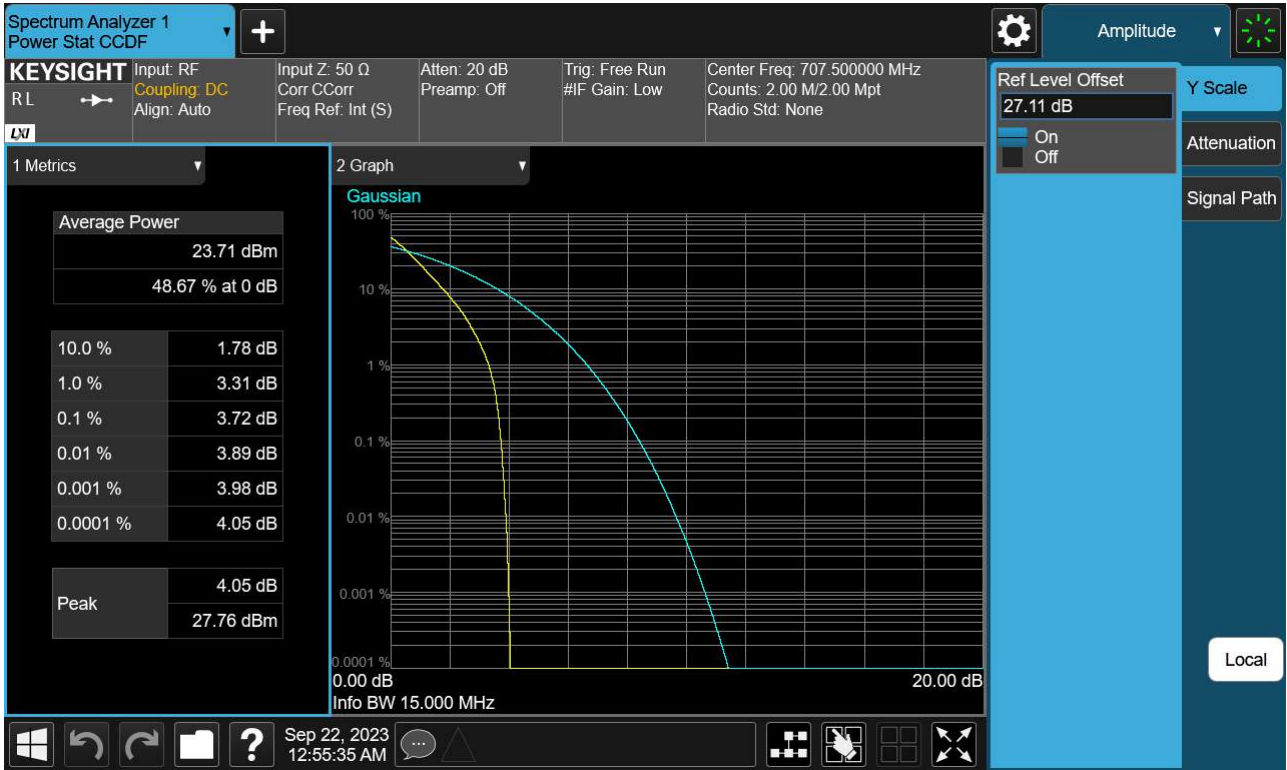 Spectrum Analyzer 1
Power Stat CCDF
+
Amplitude
KEYSIGHT
R L
LXI
Input: RF
Coupling: DC
Align: Auto
Input Z: 50 Ω
Corr CCorr
Freq Ref: Int (S)
Atten: 20 dB
Preamp: Off
Trig: Free Run
#IF Gain: Low
Center Freq: 707.500000 MHz
Counts: 2.00 M/2.00 Mpt
Radio Std: None
Ref Level Offset
27.11 dB
On
Off
Y Scale
Attenuation
Signal Path
Local
1 Metrics
Average Power
23.71 dBm
48.67 % at 0 dB
10.0 % 1.78 dB
1.0 % 3.31 dB
0.1 % 3.72 dB
0.01 % 3.89 dB
0.001 % 3.98 dB
0.0001 % 4.05 dB
Peak
4.05 dB
27.76 dBm
2 Graph
Gaussian
100 %
10 %
1 %
0.1 %
0.01 %
0.001 %
0.0001 %
0.00 dB 20.00 dB
Info BW 15.000 MHz
?
Sep 22, 2023
12:55:35 AM